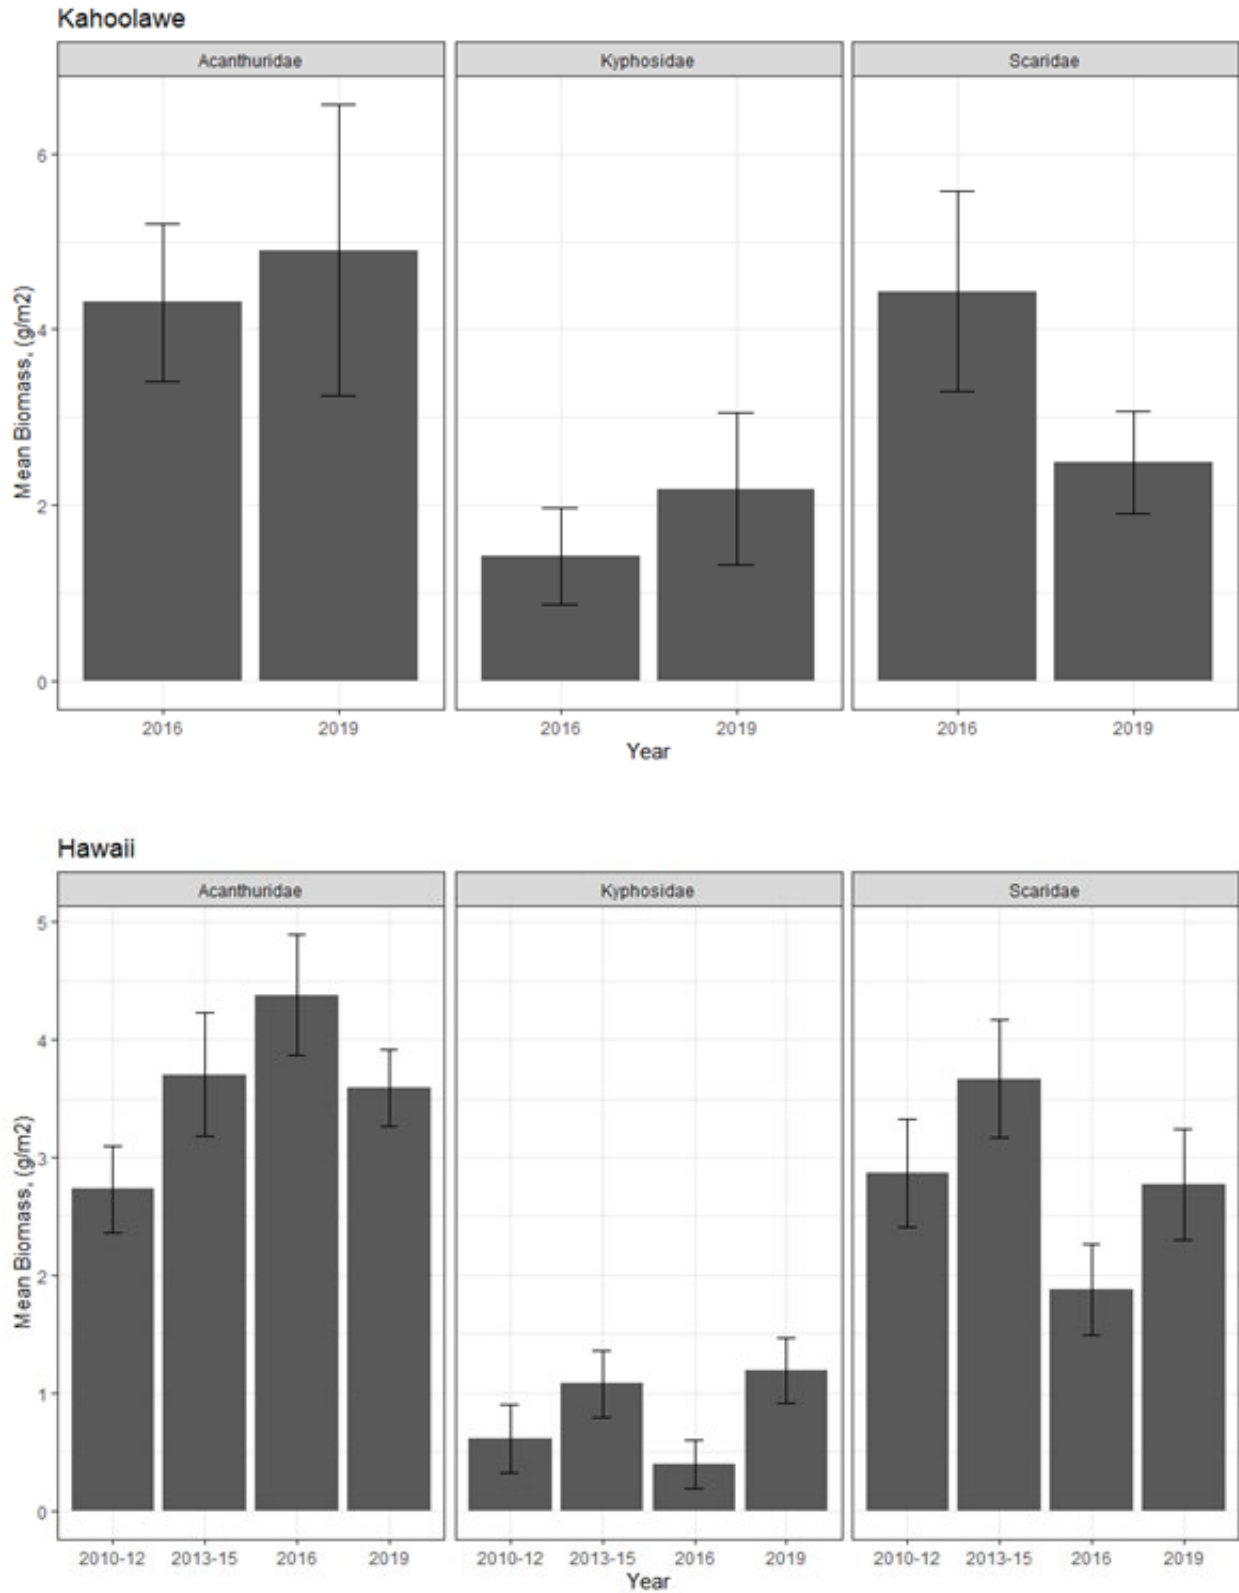 Kahoolawe
Acanthuridae Kyphosidae Scaridae
Mean Biomass, (g/m2)
6
4
2
0
2016 2019 2016 2019 2016 2019
Year
Hawaii
Acanthuridae Kyphosidae Scaridae
Mean Biomass, (g/m2)
5
4
3
2
1
0
2010-12 2013-15 2016 2019 2010-12 2013-15 2016 2019 2010-12 2013-15 2016 2019
Year